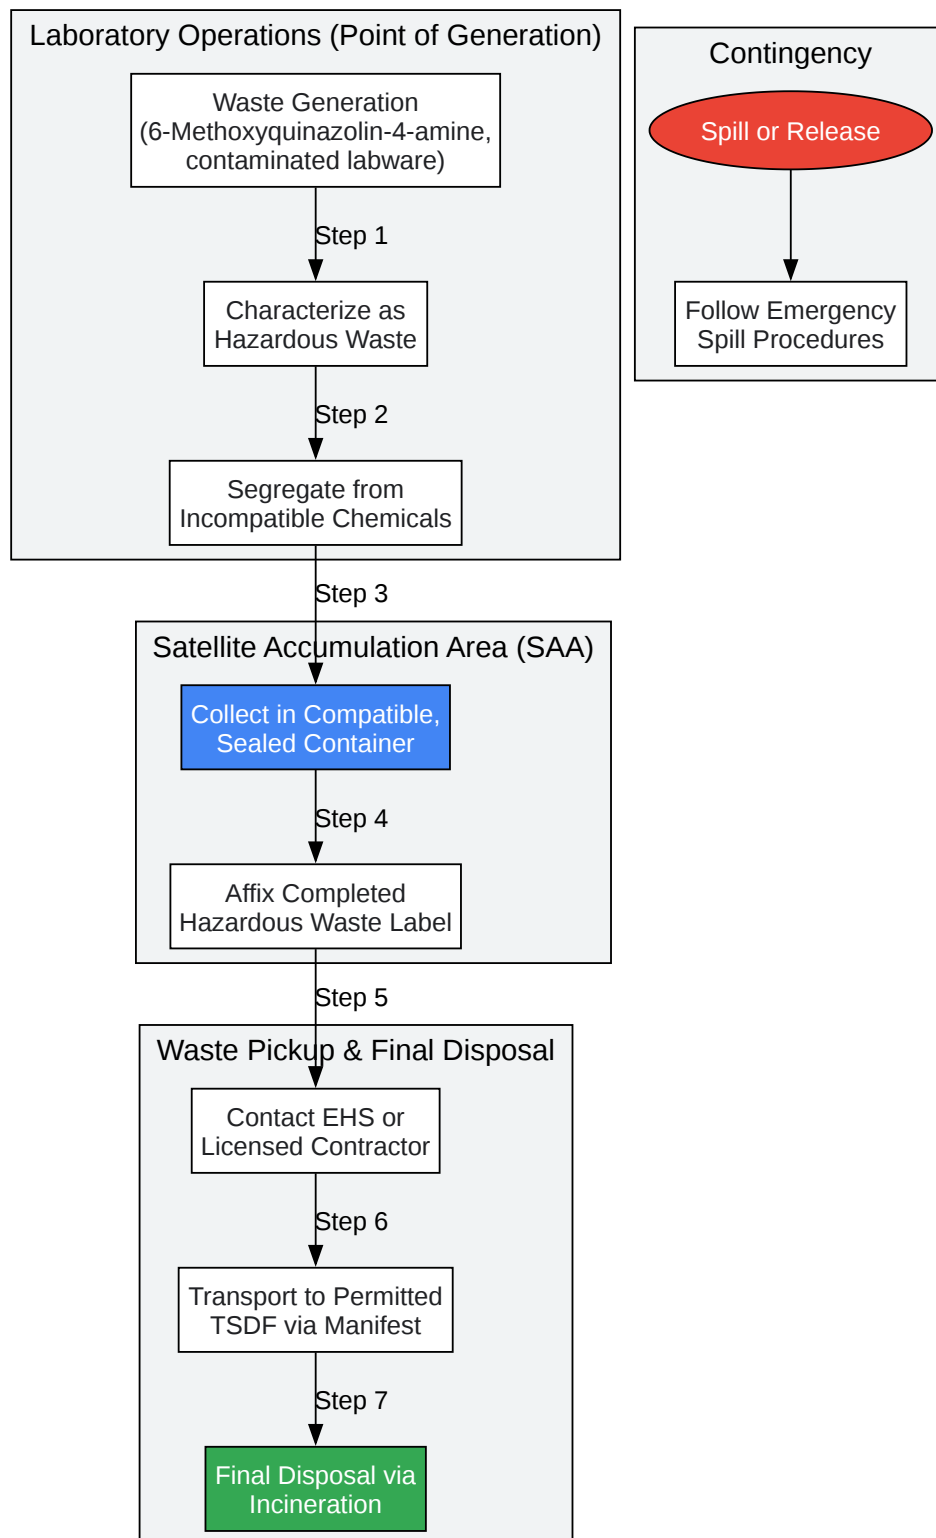 Laboratory Operations (Point of Generation)
Waste Generation
(6-Methoxyquinazolin-4-amine,
contaminated labware)
Step 1
Characterize as
Hazardous Waste
Step 2
Segregate from
Incompatible Chemicals
Step 3
Satellite Accumulation Area (SAA)
Collect in Compatible,
Sealed Container
Step 4
Affix Completed
Hazardous Waste Label
Step 5
Waste Pickup & Final Disposal
Contact EHS or
Licensed Contractor
Step 6
Transport to Permitted
TSDF via Manifest
Step 7
Final Disposal via
Incineration
Contingency
Spill or Release
Follow Emergency
Spill Procedures